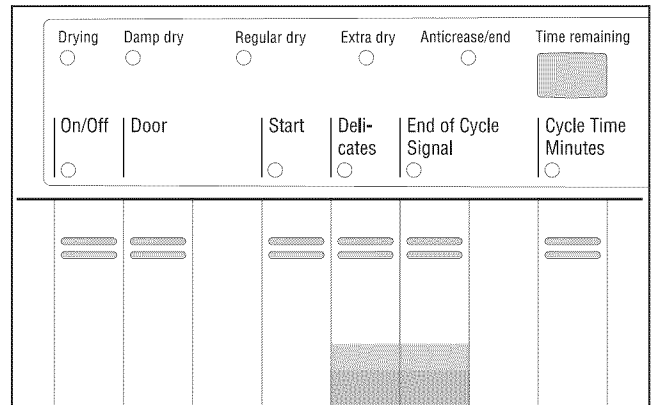 Drying Damp dry Regular dry Extra dry Anticrease/end Time remaining
On/Off Door Start Deli- End of Cycle Cycle Time
cates Signal Minutes